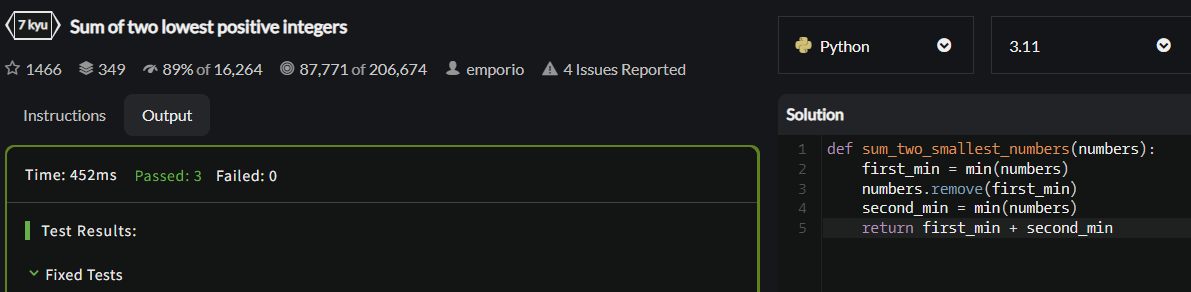 7 kyu Sum of two lowest positive integers
1466 349 89% of 16,264 87,771 of 206,674 emporio 4 Issues Reported
Instructions Output
Time: 452ms Passed: 3 Failed: 0
Test Results:
Fixed Tests
Python 3.11
Solution
1 def sum_two_smallest_numbers(numbers):
2 first_min = min(numbers)
3 numbers.remove(first_min)
4 second_min = min(numbers)
5 return first_min + second_min